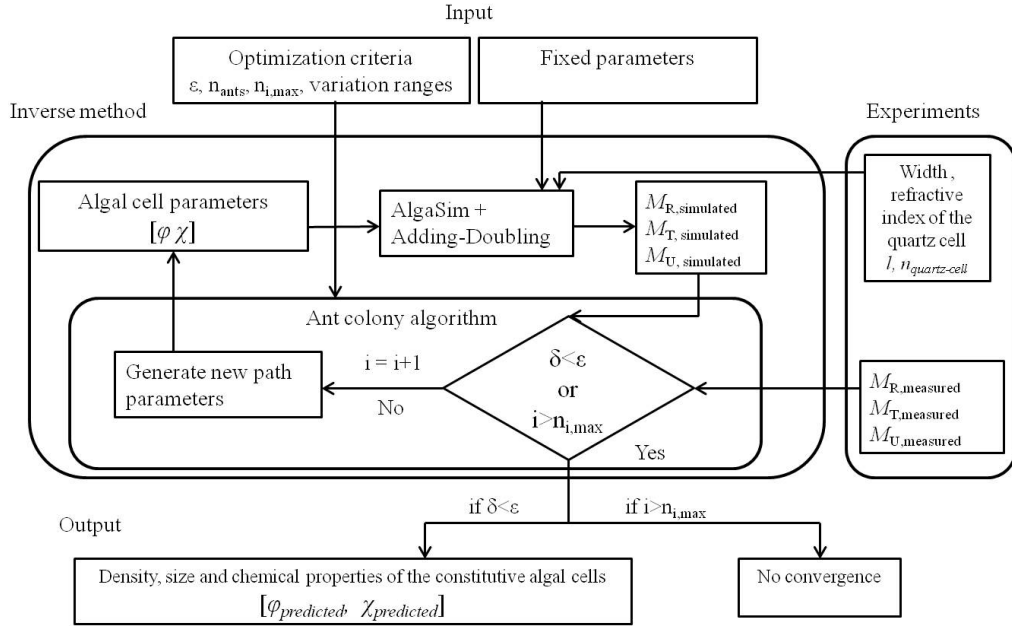 Input
Optimization criteria
ε, n_ants, n_i,max, variation ranges
Fixed parameters
Inverse method
Experiments
Algal cell parameters
[φ χ]
AlgaSim +
Adding-Doubling
M_R,simulated
M_T, simulated
M_U, simulated
Width ,
refractive
index of the
quartz cell
l, n_quartz-cell
Ant colony algorithm
Generate new path
parameters
i = i+1
No
δ<ε
or
i>n_i,max
Yes
M_R,measured
M_T,measured
M_U,measured
if δ<ε
if i>n_i,max
Output
Density, size and chemical properties of the constitutive algal cells
[φ_predicted, χ_predicted]
No convergence